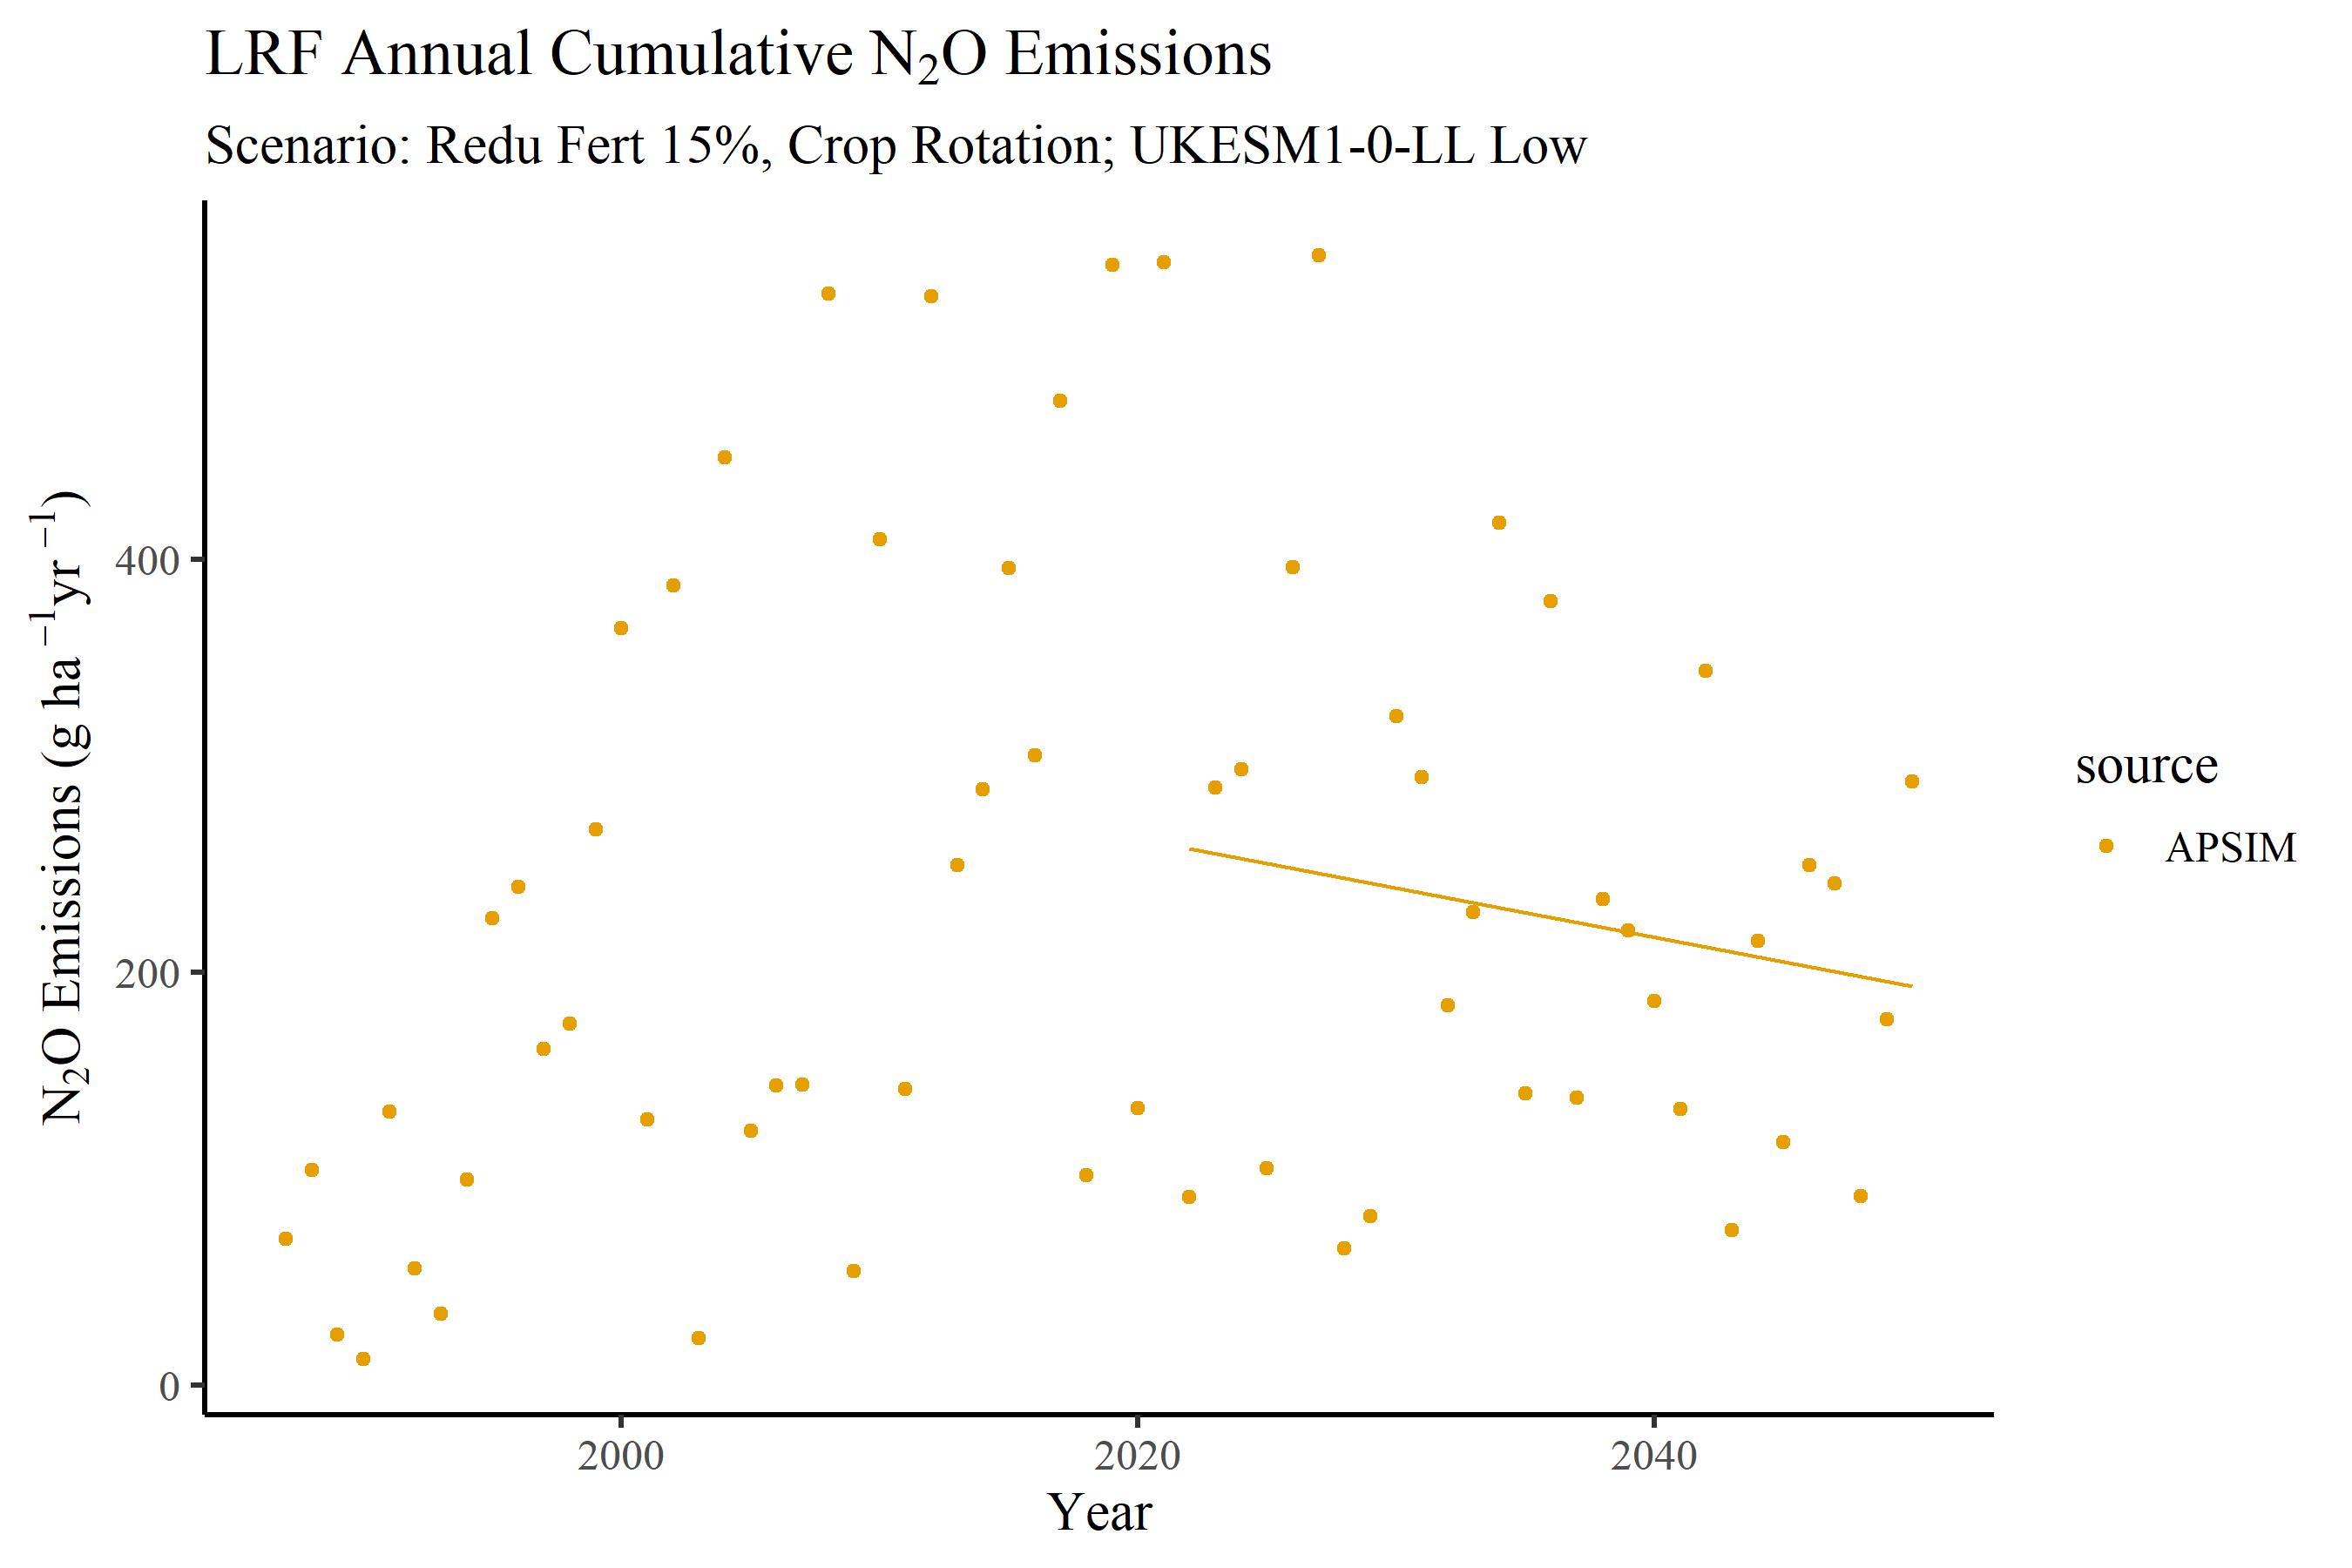 LRF Annual Cumulative N₂O Emissions
Scenario: Redu Fert 15%, Crop Rotation; UKESM1-0-LL Low
N₂O Emissions (g ha ⁻¹yr ⁻¹)
400
200
0
2000 2020 2040
Year
source
APSIM